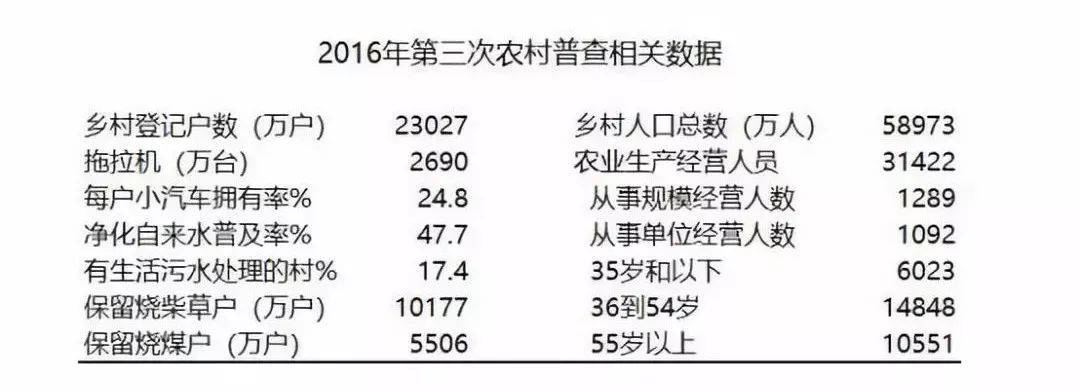 2016年第三次农村普查相关数据
乡村登记户数（万户） 23027 乡村人口总数（万人） 58973
拖拉机（万台） 2690 农业生产经营人员 31422
每户小汽车拥有率% 24.8 从事规模经营人数 1289
净化自来水普及率% 47.7 从事单位经营人数 1092
有生活污水处理的村% 17.4 35岁和以下 6023
保留烧柴草户（万户） 10177 36到54岁 14848
保留烧煤户（万户） 5506 55岁以上 10551